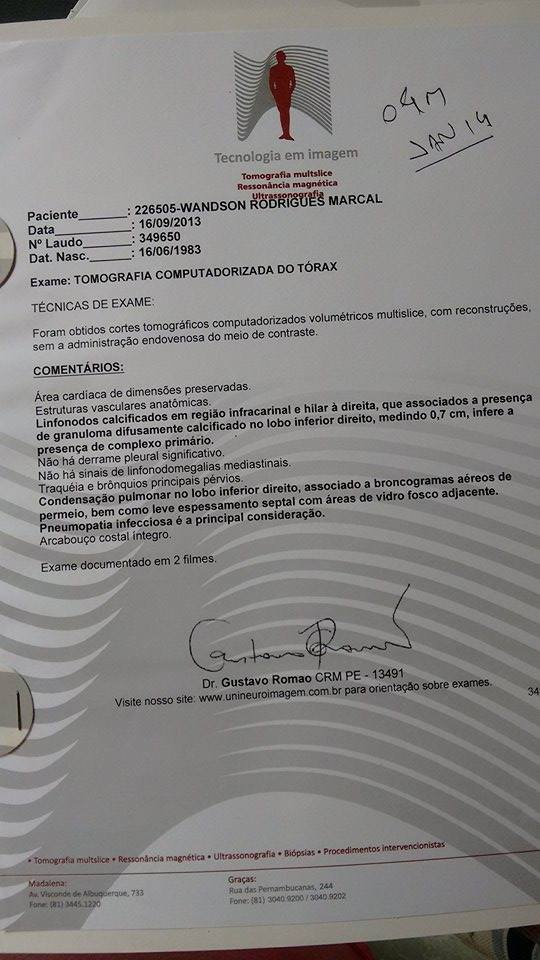 04M
JAN 14
Tecnologia em imagem
Tomografia multslice
Ressonância magnética
Ultrassonografia
Paciente_______: 226505-WANDSON RODRIGUES MARCAL
Data_________: 16/09/2013
Nº Laudo______: 349650
Dat. Nasc._____: 16/06/1983
Exame: TOMOGRAFIA COMPUTADORIZADA DO TÓRAX
TÉCNICAS DE EXAME:
Foram obtidos cortes tomográficos computadorizados volumétricos multislice, com reconstruções,
sem a administração endovenosa do meio de contraste.
COMENTÁRIOS:
Área cardíaca de dimensões preservadas.
Estruturas vasculares anatômicas.
Linfonodos calcificados em região infracarinal e hilar à direita, que associados a presença
de granuloma difusamente calcificado no lobo inferior direito, medindo 0,7 cm, infere a
presença de complexo primário.
Não há derrame pleural significativo.
Não há sinais de linfonodomegalias mediastinais.
Traquéia e brônquios principais pérvios.
Condensação pulmonar no lobo inferior direito, associado a broncogramas aéreos de
permeio, bem como leve espessamento septal com áreas de vidro fosco adjacente.
Pneumopatia infecciosa é a principal consideração.
Arcabouço costal íntegro.
Exame documentado em 2 filmes.
Dr. Gustavo Romao CRM PE - 13491
Visite nosso site: www.unineuroimagem.com.br para orientação sobre exames.
34
• Tomografia multslice • Ressonância magnética • Ultrassonografia • Biópsias • Procedimentos intervencionistas
Madalena:
Av. Visconde de Albuquerque, 733
Fone: (81) 3445.1220
Graças:
Rua das Pernambucanas, 244
Fone: (81) 3040.9200 / 3040.9202